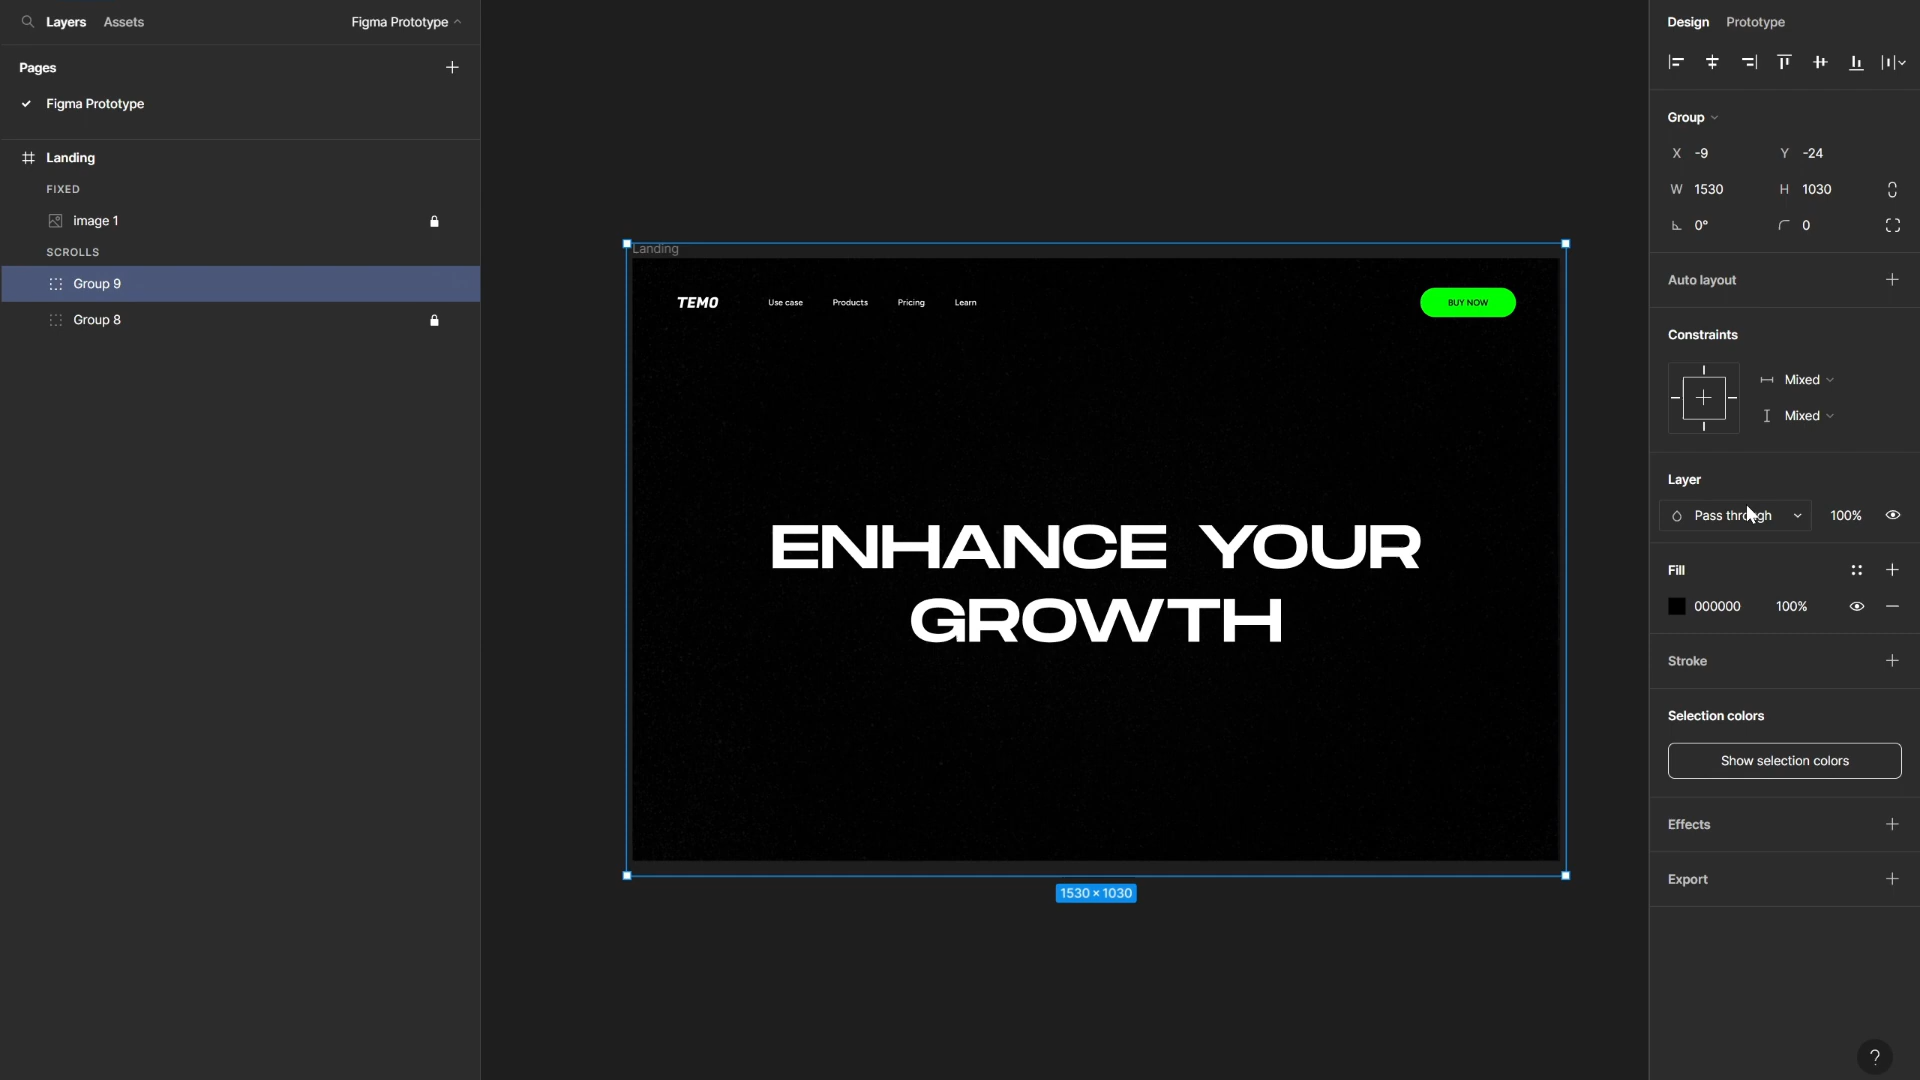 Layers Assets Figma Prototype
Pages
Figma Prototype
Landing
FIXED
image 1
SCROLLS
Group 9
Group 8
Landing
TEMO Use case Products Pricing Learn BUY NOW
ENHANCE YOUR
GROWTH
1530 × 1030
Design Prototype
Group
X -9 Y -24
W 1530 H 1030
0° 0
Auto layout
Constraints
Mixed
Mixed
Layer
Pass through 100%
Fill
000000 100%
Stroke
Selection colors
Show selection colors
Effects
Export
?